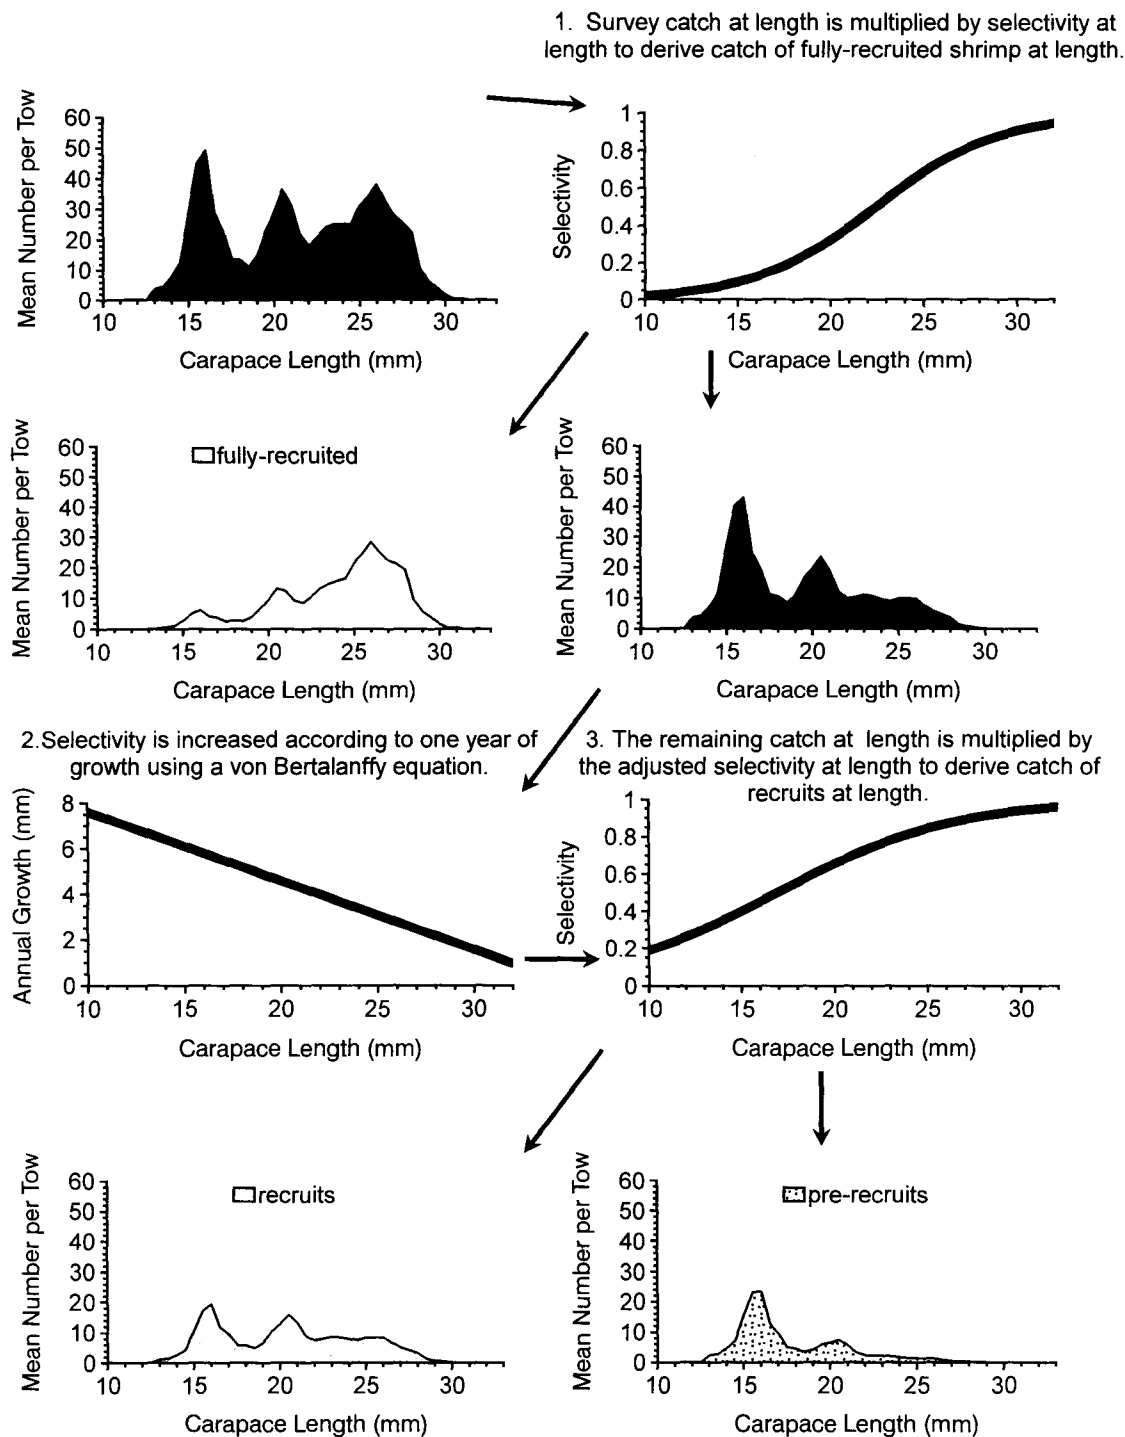 1. Survey catch at length is multiplied by selectivity at
length to derive catch of fully-recruited shrimp at length.
Mean Number per Tow
60
50
40
30
20
10
0
10 15 20 25 30
Carapace Length (mm)
Selectivity
1
0.8
0.6
0.4
0.2
0
10 15 20 25 30
Carapace Length (mm)
Mean Number per Tow
60
50
40
30
20
10
0
fully-recruited
10 15 20 25 30
Carapace Length (mm)
Mean Number per Tow
60
50
40
30
20
10
0
10 15 20 25 30
Carapace Length (mm)
2.Selectivity is increased according to one year of
growth using a von Bertalanffy equation.
Annual Growth (mm)
8
6
4
2
0
10 15 20 25 30
Carapace Length (mm)
3. The remaining catch at length is multiplied by
the adjusted selectivity at length to derive catch of
recruits at length.
Selectivity
1
0.8
0.6
0.4
0.2
0
10 15 20 25 30
Carapace Length (mm)
Mean Number per Tow
60
50
40
30
20
10
0
recruits
10 15 20 25 30
Carapace Length (mm)
Mean Number per Tow
60
50
40
30
20
10
0
pre-recruits
10 15 20 25 30
Carapace Length (mm)